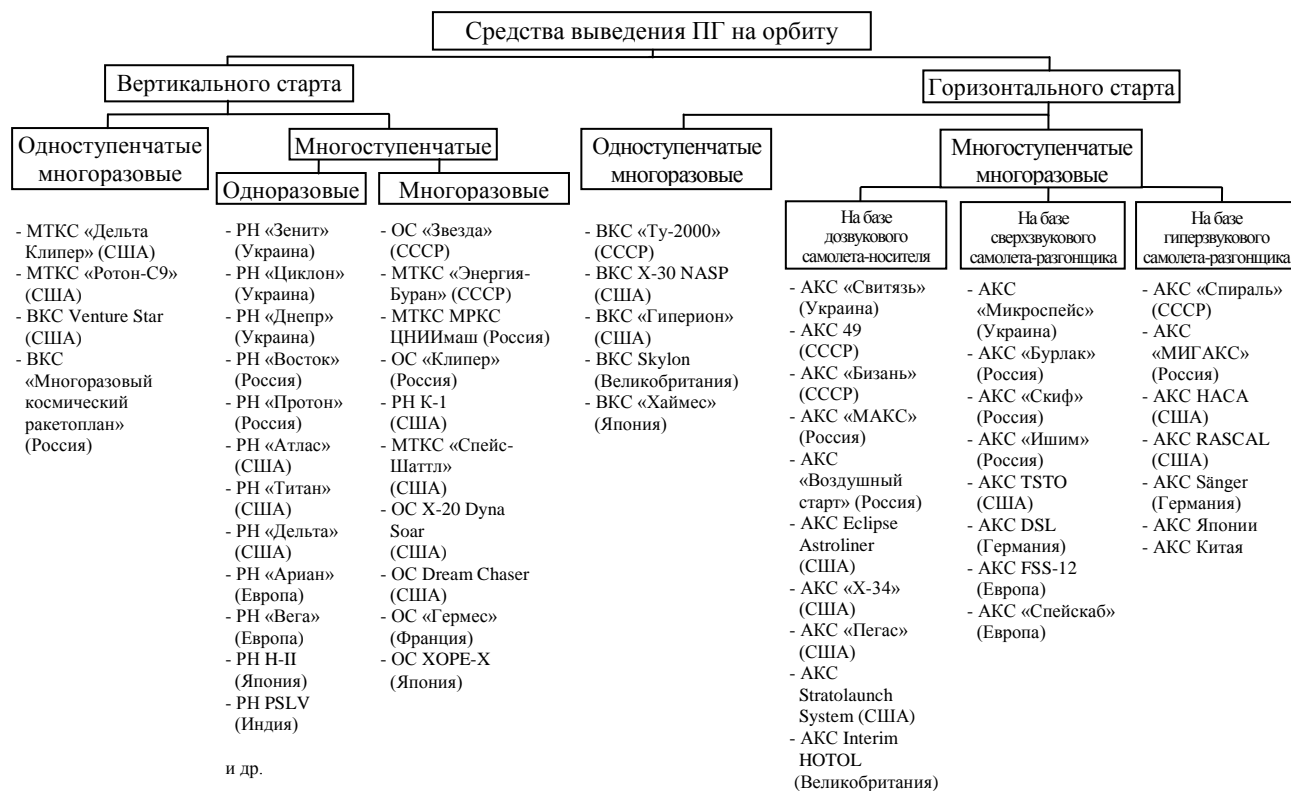 Средства выведения ПГ на орбиту
Вертикального старта
Горизонтального старта
Одноступенчатые
многоразовые
Многоступенчатые
Одноразовые
Многоразовые
Одноступенчатые
многоразовые
Многоступенчатые
многоразовые
На базе
дозвукового
самолета-носителя
На базе
сверхзвукового
самолета-разгонщика
На базе
гиперзвукового
самолета-разгонщика
- МТКС «Дельта
Клипер» (США)
- МТКС «Ротон-С9»
(США)
- ВКС Venture Star
(США)
- ВКС
«Многоразовый
космический
ракетоплан»
(Россия)
- РН «Зенит»
(Украина)
- РН «Циклон»
(Украина)
- РН «Днепр»
(Украина)
- РН «Восток»
(Россия)
- РН «Протон»
(Россия)
- РН «Атлас»
(США)
- РН «Титан»
(США)
- РН «Дельта»
(США)
- РН «Ариан»
(Европа)
- РН «Вега»
(Европа)
- РН H-II
(Япония)
- РН PSLV
(Индия)
и др.
- ОС «Звезда»
(СССР)
- МТКС «Энергия-
Буран» (СССР)
- МТКС МРКС
ЦНИИмаш (Россия)
- ОС «Клипер»
(Россия)
- РН К-1
(США)
- МТКС «Спейс-
Шаттл»
(США)
- ОС X-20 Dyna
Soar
(США)
- ОС Dream Chaser
(США)
- ОС «Гермес»
(Франция)
- ОС ХОРЕ-Х
(Япония)
- ВКС «Ту-2000»
(СССР)
- ВКС X-30 NASP
(США)
- ВКС «Гиперион»
(США)
- ВКС Skylon
(Великобритания)
- ВКС «Хаймес»
(Япония)
- АКС «Свитязь»
(Украина)
- АКС 49
(СССР)
- АКС «Бизань»
(СССР)
- АКС «МАКС»
(Россия)
- АКС
«Воздушный
старт» (Россия)
- АКС Eclipse
Astroliner
(США)
- АКС «X-34»
(США)
- АКС «Пегас»
(США)
- АКС
Stratolaunch
System (США)
- АКС Interim
HOTOL
(Великобритания)
- АКС
«Микроспейс»
(Украина)
- АКС «Бурлак»
(Россия)
- АКС «Скиф»
(Россия)
- АКС «Ишим»
(Россия)
- АКС TSTO
(США)
- АКС DSL
(Германия)
- АКС FSS-12
(Европа)
- АКС «Спейскаб»
(Европа)
- АКС «Спираль»
(СССР)
- АКС
«МИГАКС»
(Россия)
- АКС НАСА
(США)
- АКС RASCAL
(США)
- АКС Sänger
(Германия)
- АКС Японии
- АКС Китая